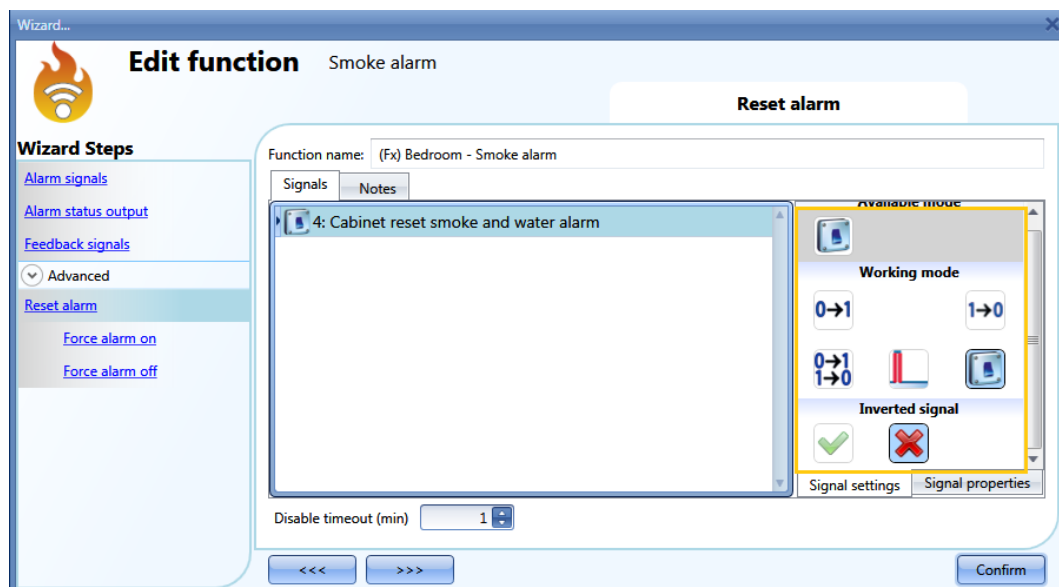 Wizard...
Edit function Smoke alarm
Reset alarm
Wizard Steps
Alarm signals
Alarm status output
Feedback signals
Advanced
Reset alarm
Force alarm on
Force alarm off
Function name: (Fx) Bedroom - Smoke alarm
Signals Notes
4: Cabinet reset smoke and water alarm
Available mode
Working mode
0→1 1→0
0→1
1→0
Inverted signal
Signal settings Signal properties
Disable timeout (min) 1
<<< >>> Confirm